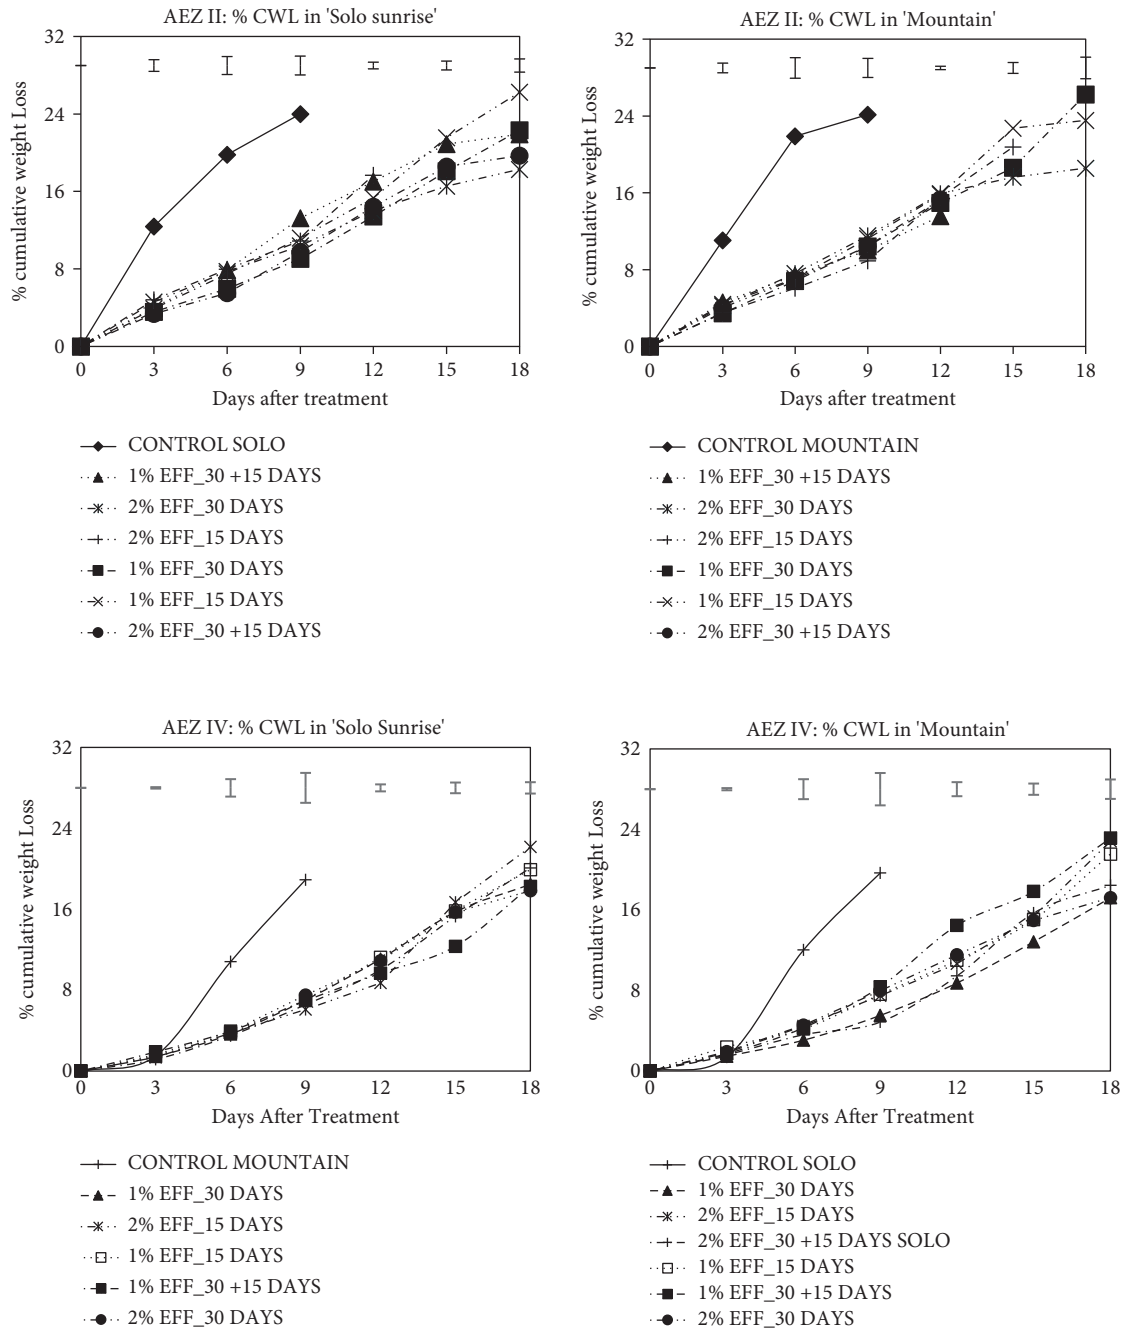 AEZ II: % CWL in 'Solo sunrise'
32
24
16
8
0
% cumulative weight Loss
0 3 6 9 12 15 18
Days after treatment
CONTROL SOLO
1% EFF_30 +15 DAYS
2% EFF_30 DAYS
2% EFF_15 DAYS
1% EFF_30 DAYS
1% EFF_15 DAYS
2% EFF_30 +15 DAYS
AEZ II: % CWL in 'Mountain'
32
24
16
8
0
% cumulative weight Loss
0 3 6 9 12 15 18
Days after treatment
CONTROL MOUNTAIN
1% EFF_30 +15 DAYS
2% EFF_30 DAYS
2% EFF_15 DAYS
1% EFF_30 DAYS
1% EFF_15 DAYS
2% EFF_30 +15 DAYS
AEZ IV: % CWL in 'Solo Sunrise'
32
24
16
8
0
% cumulative weight Loss
0 3 6 9 12 15 18
Days After Treatment
CONTROL MOUNTAIN
1% EFF_30 DAYS
2% EFF_15 DAYS
1% EFF_15 DAYS
1% EFF_30 +15 DAYS
2% EFF_30 DAYS
AEZ IV: % CWL in 'Mountain'
32
24
16
8
0
% cumulative weight Loss
0 3 6 9 12 15 18
Days After Treatment
CONTROL SOLO
1% EFF_30 DAYS
2% EFF_15 DAYS
2% EFF_30 +15 DAYS SOLO
1% EFF_15 DAYS
1% EFF_30 +15 DAYS
2% EFF_30 DAYS